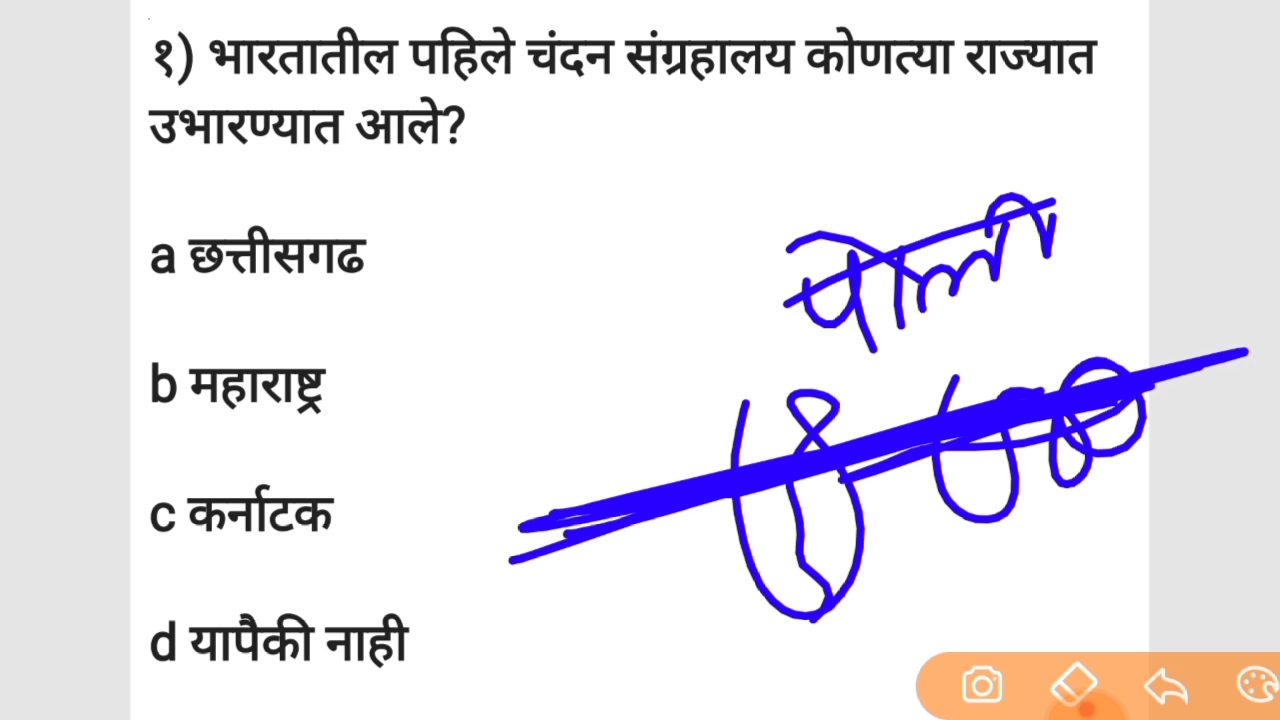 १) भारतातील पहिले चंदन संग्रहालय कोणत्या राज्यात
उभारण्यात आले?
a छत्तीसगढ
b महाराष्ट्र
c कर्नाटक
d यापैकी नाही